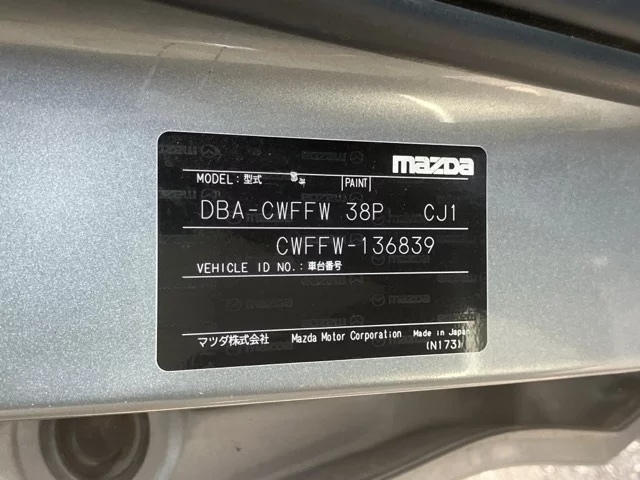 mazda
MODEL: 型式 PAINT
DBA-CWFFW 38P CJ1
CWFFW-136839
VEHICLE ID NO.: 車台番号
マツダ株式会社 Mazda Motor Corporation Made in Japan
(N173)